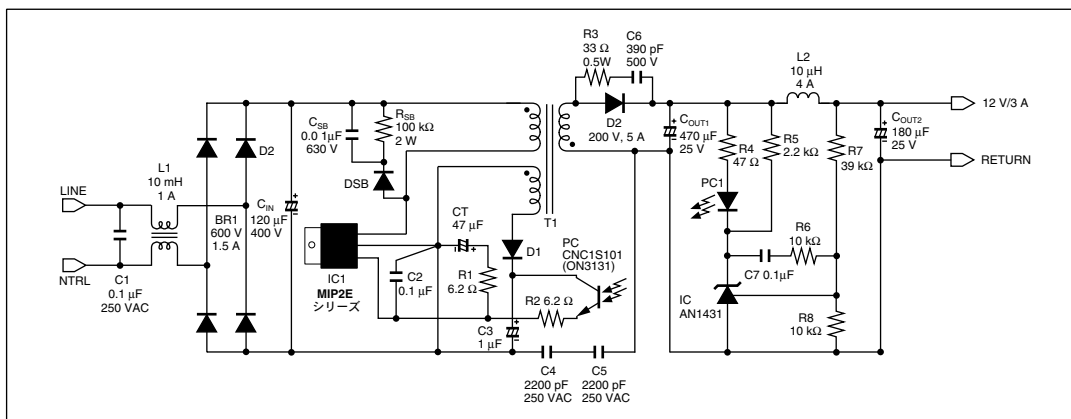 LINE
NTRL
C1
0.1 µF
250 VAC
L1
10 mH
1 A
D2
BR1
600 V
1.5 A
CIN
120 µF
400 V
CSB
0.0 1µF
630 V
RSB
100 kΩ
2 W
DSB
IC1
MIP2E
シリーズ
CT
47 µF
C2
0.1 µF
R1
6.2 Ω
T1
D1
PC
CNC1S101
(ON3131)
R2 6.2 Ω
C3
1 µF
C4
2200 pF
250 VAC
C5
2200 pF
250 VAC
R3
33 Ω
0.5W
C6
390 pF
500 V
D2
200 V, 5 A
COUT1
470 µF
25 V
R4
47 Ω
R5
2.2 kΩ
PC1
L2
10 µH
4 A
R7
39 kΩ
R6
10 kΩ
C7 0.1µF
IC
AN1431
R8
10 kΩ
COUT2
180 µF
25 V
12 V/3 A
RETURN